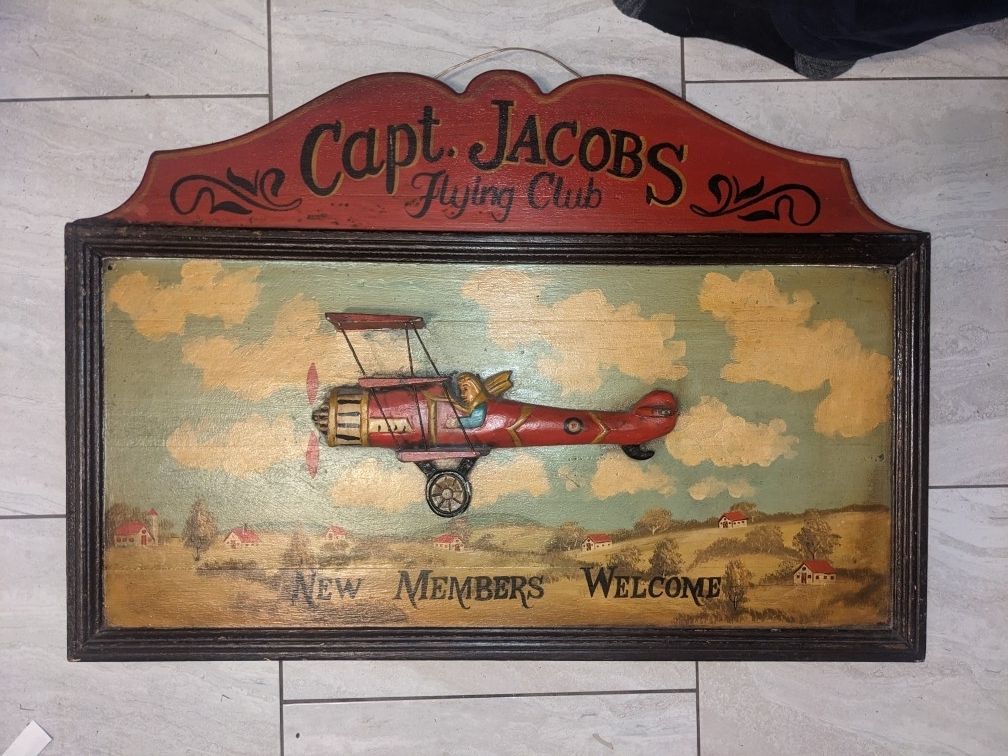 Capt. JACOBS
Flying Club
NEW MEMBERS WELCOME